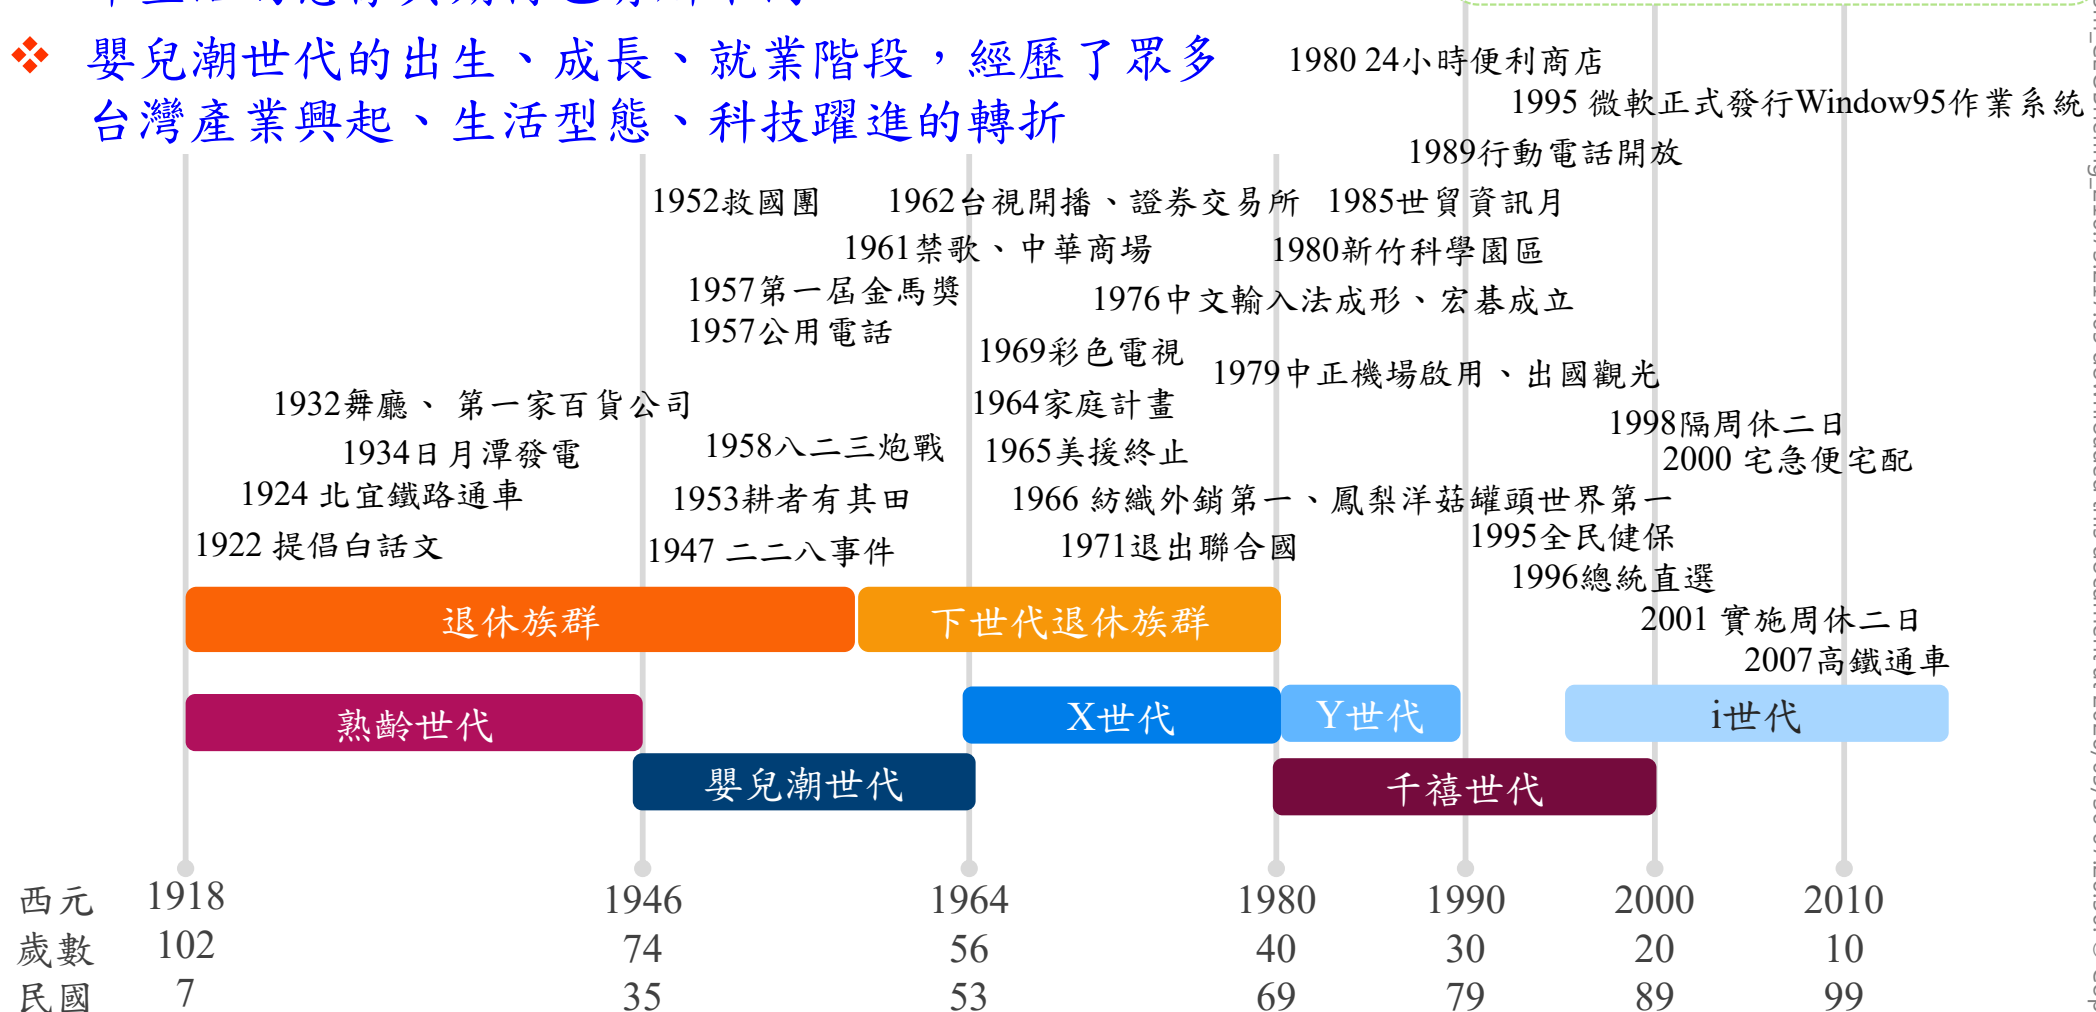 ❖ 嬰兒潮世代的出生、成長、就業階段，經歷了眾多
台灣產業興起、生活型態、科技躍進的轉折
1980 24小時便利商店
1995 微軟正式發行Window95作業系統
1989行動電話開放
1952救國團
1962台視開播、證券交易所
1985世貿資訊月
1961禁歌、中華商場
1980新竹科學園區
1957第一屆金馬獎
1976中文輸入法成形、宏碁成立
1957公用電話
1969彩色電視
1979中正機場啟用、出國觀光
1932舞廳、 第一家百貨公司
1964家庭計畫
1998隔周休二日
1934日月潭發電
1958八二三炮戰
1965美援終止
2000 宅急便宅配
1924 北宜鐵路通車
1953耕者有其田
1966 紡織外銷第一、鳳梨洋菇罐頭世界第一
1922 提倡白話文
1947 二二八事件
1971退出聯合國
1995全民健保
1996總統直選
2001 實施周休二日
2007高鐵通車
退休族群
下世代退休族群
熟齡世代
X世代
Y世代
i世代
嬰兒潮世代
千禧世代
西元 1918 1946 1964 1980 1990 2000 2010
歲數 102 74 56 40 30 20 10
民國 7 35 53 69 79 89 99